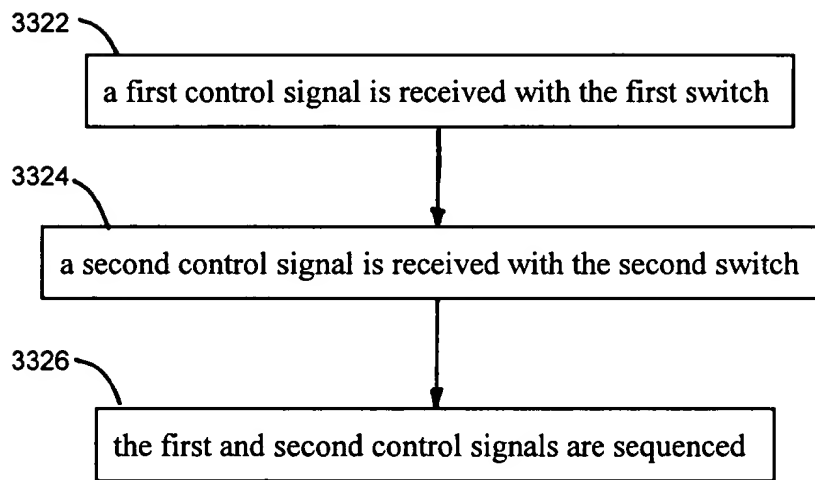 3322
a first control signal is received with the first switch
3324
a second control signal is received with the second switch
3326
the first and second control signals are sequenced